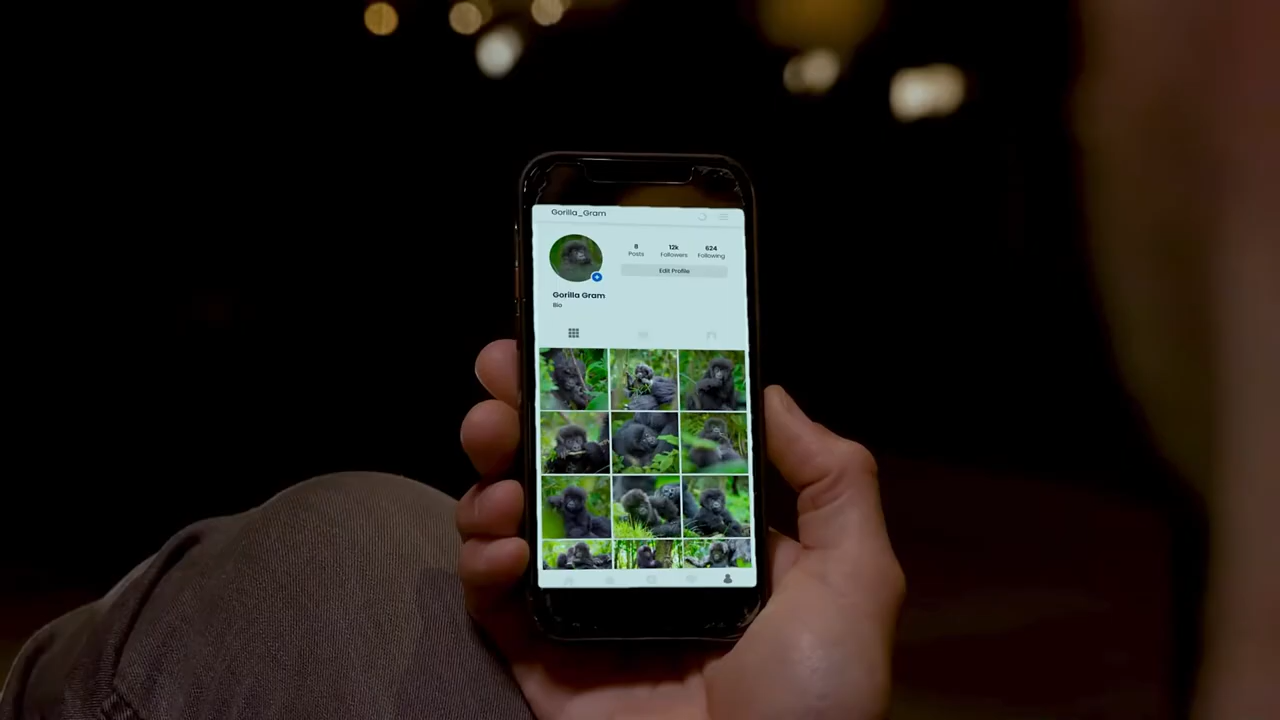 Gorilla_Gram
8 12k 624
Posts Followers Following
Edit Profile
Gorilla Gram
Bio